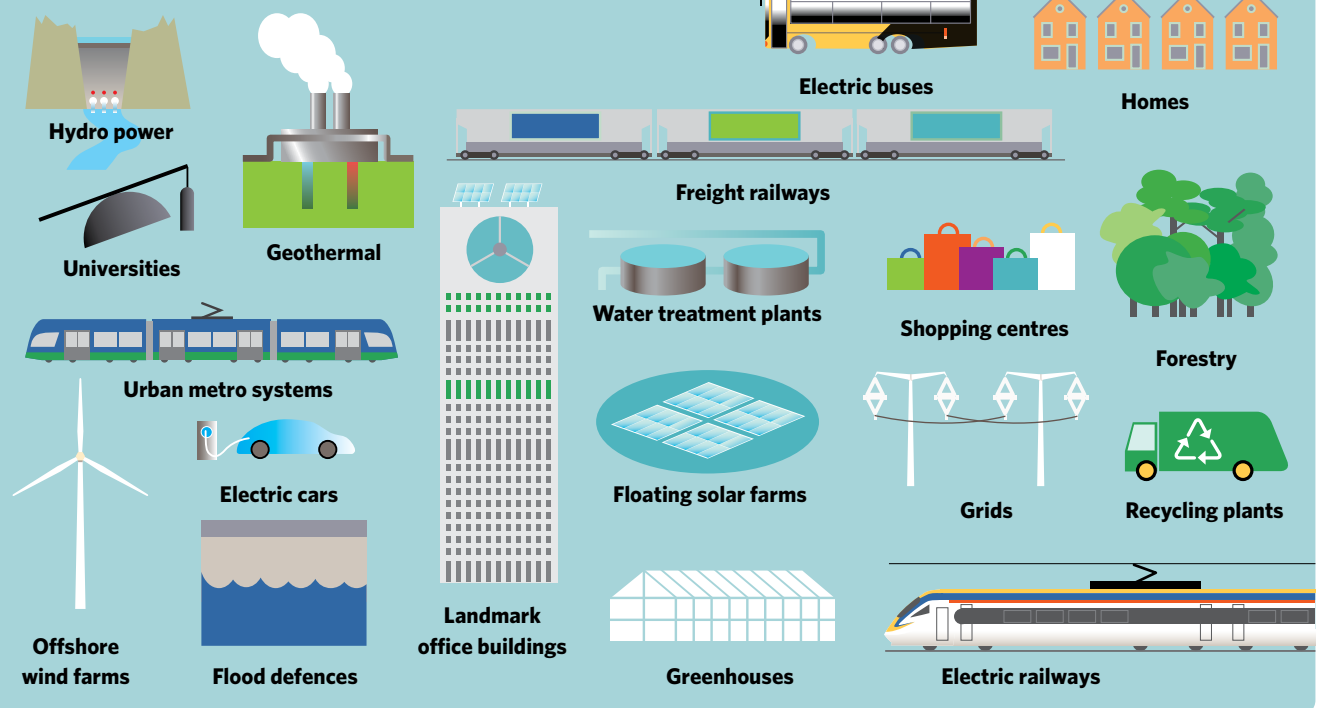 Electric buses
Homes
Hydro power
Freight railways
Geothermal
Universities
Water treatment plants
Shopping centres
Forestry
Urban metro systems
Electric cars
Floating solar farms
Grids
Recycling plants
Landmark
office buildings
Offshore
wind farms
Flood defences
Greenhouses
Electric railways